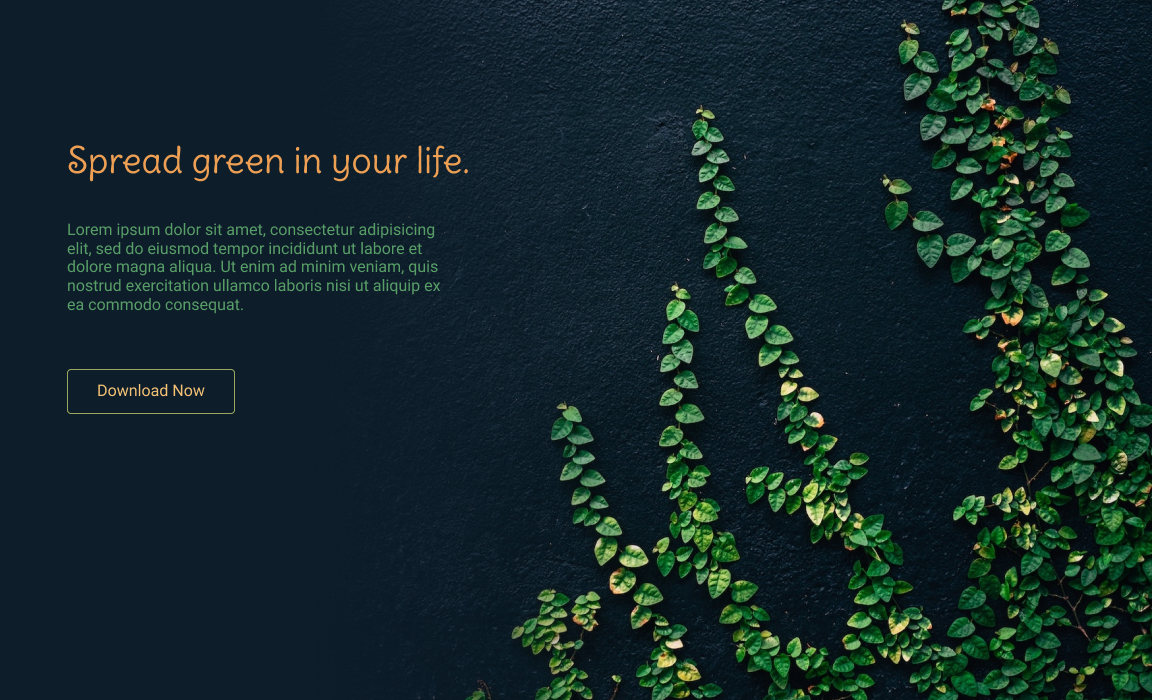 Spread green in your life.
Lorem ipsum dolor sit amet, consectetur adipisicing
elit, sed do eiusmod tempor incididunt ut labore et
dolore magna aliqua. Ut enim ad minim veniam, quis
nostrud exercitation ullamco laboris nisi ut aliquip ex
ea commodo consequat.
Download Now